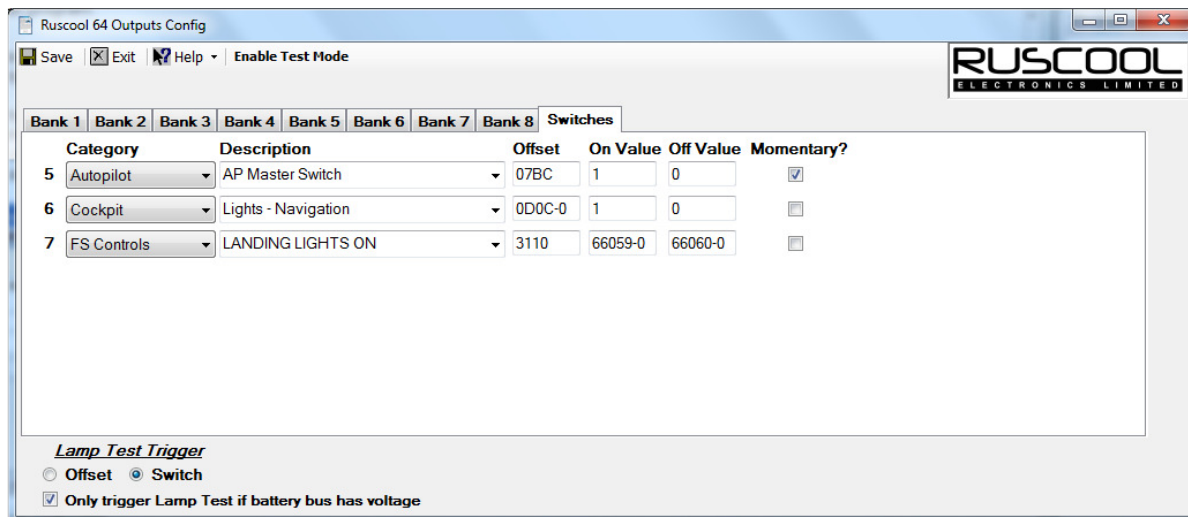 Ruscool 64 Outputs Config
Save Exit Help Enable Test Mode
RUSCOOL
ELECTRONICS LIMITED
Bank 1 Bank 2 Bank 3 Bank 4 Bank 5 Bank 6 Bank 7 Bank 8 Switches
Category Description Offset On Value Off Value Momentary?
5 Autopilot AP Master Switch 07BC 1 0
6 Cockpit Lights - Navigation 0D0C-0 1 0
7 FS Controls LANDING LIGHTS ON 3110 66059-0 66060-0
Lamp Test Trigger
Offset Switch
Only trigger Lamp Test if battery bus has voltage